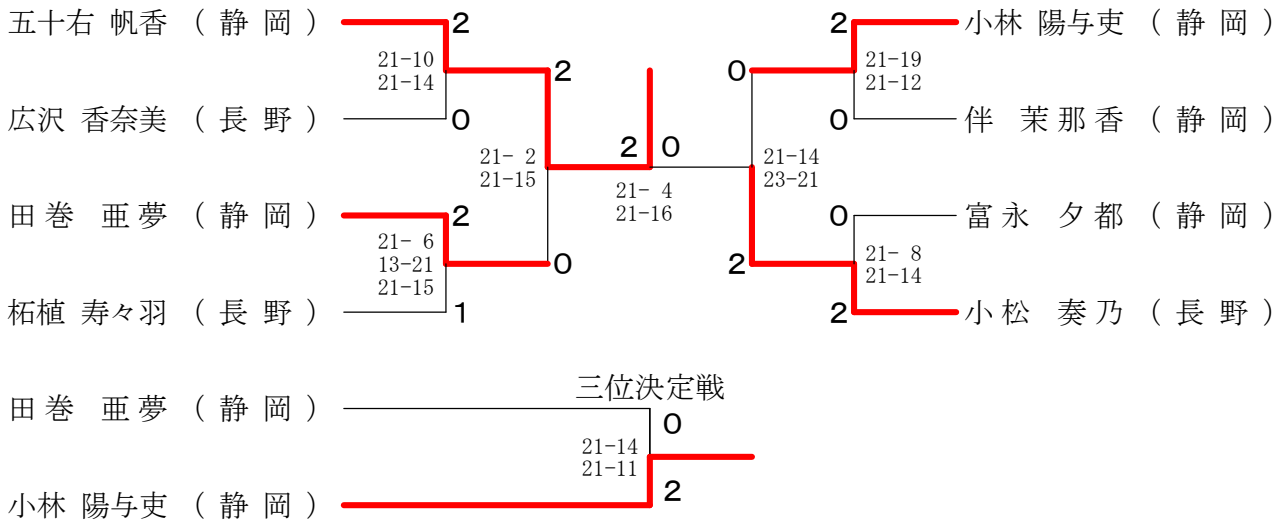 五十右 帆香 （ 静 岡 ） 2 2 小林 陽与吏 （ 静 岡 ）
21-10 21-19
21-14 2 0 21-12
広沢 香奈美 （ 長 野 ） 0 0 伴 茉那香 （ 静 岡 ）
21- 2 2 0 21-14
21-15 23-21
21- 4
21-16
田巻 亜夢 （ 静 岡 ） 2 0 富永 夕都 （ 静 岡 ）
21- 6 21- 8
13-21 0 2 21-14
21-15
柘植 寿々羽 （ 長 野 ） 1 2 小松 奏乃 （ 長 野 ）
三位決定戦
田巻 亜夢 （ 静 岡 ） 0
21-14
21-11
小林 陽与吏 （ 静 岡 ） 2